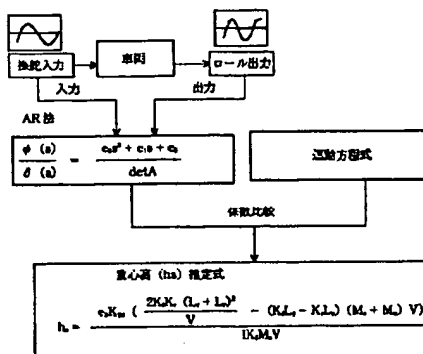 操舵入力
車両
ロール出力
入力
出力
AR法
φ (s) / δ (s) = (c₂s² + c₁s + c₀) / detA
運動方程式
係数比較
重心高 (hs) 推定式